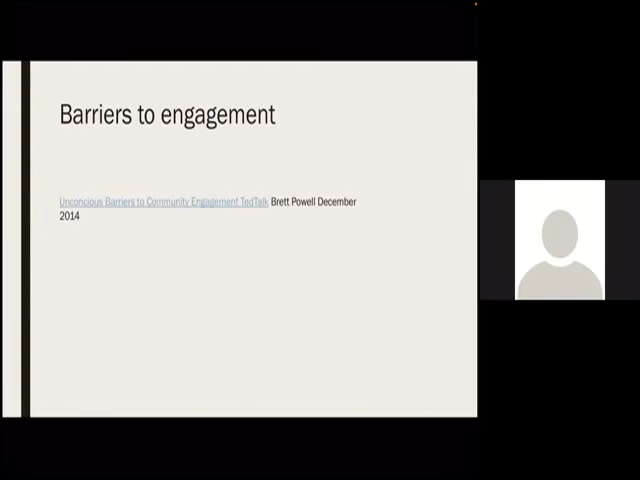 Barriers to engagement
Unconcious Barriers to Community Engagement TedTalk Brett Powell December
2014